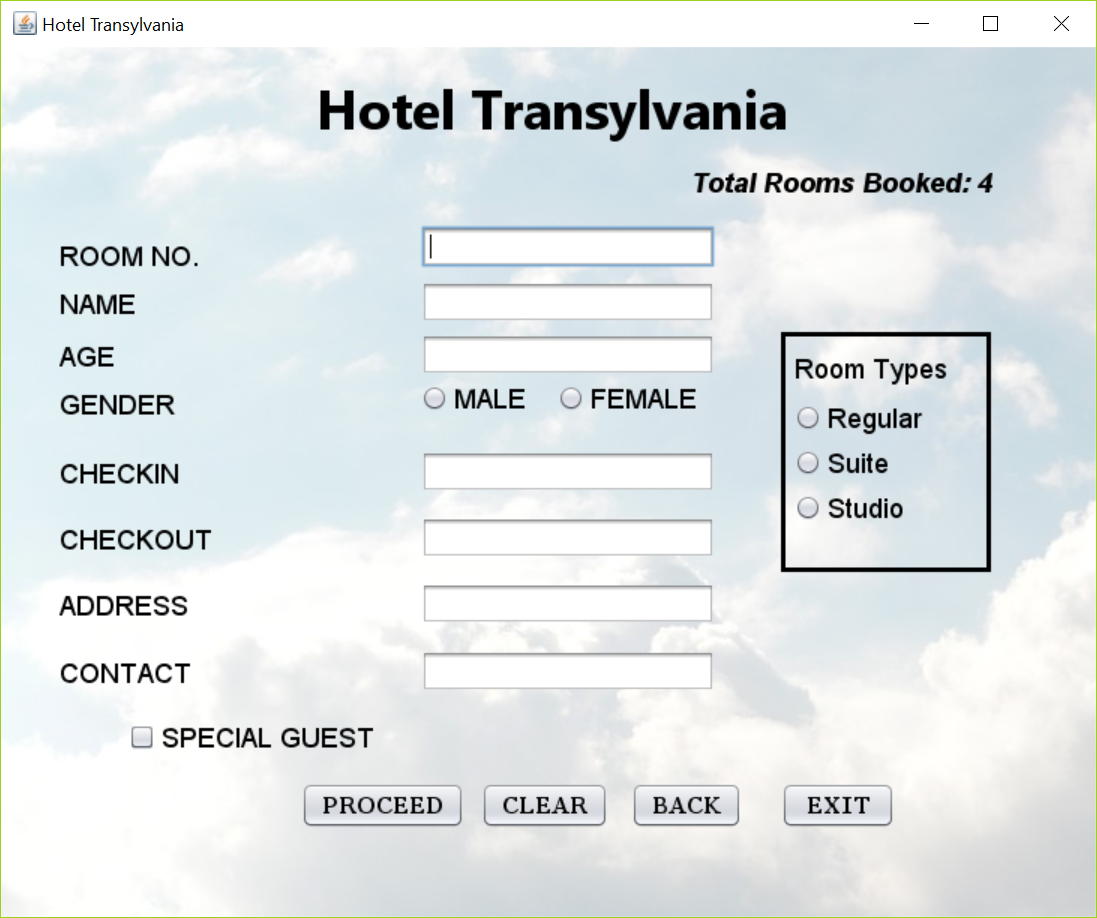 Hotel Transylvania
Hotel Transylvania
Total Rooms Booked: 4
ROOM NO.
NAME
AGE
GENDER
MALE
FEMALE
CHECKIN
CHECKOUT
ADDRESS
CONTACT
Room Types
Regular
Suite
Studio
SPECIAL GUEST
PROCEED
CLEAR
BACK
EXIT